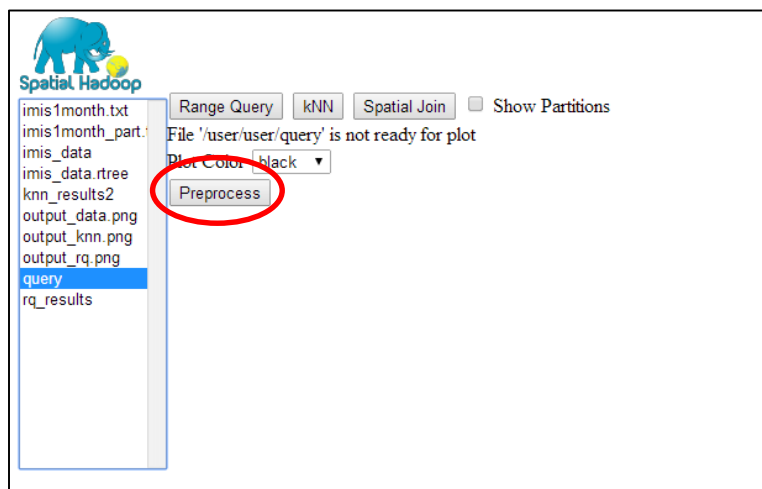 Spatial Hadoop
Range Query kNN Spatial Join Show Partitions
File '/user/user/query' is not ready for plot
Plot Color black
Preprocess
imis1month.txt
imis1month_part.
imis_data
imis_data.rtree
knn_results2
output_data.png
output_knn.png
output_rq.png
query
rq_results